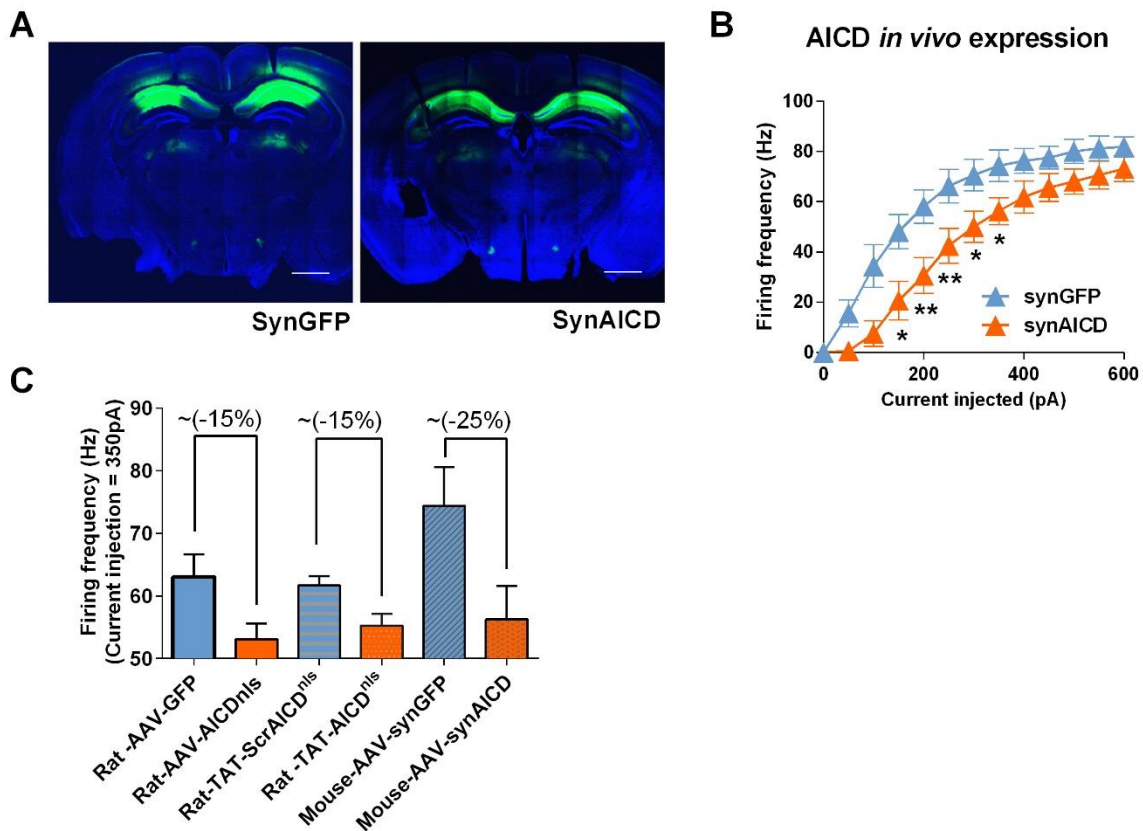 A
SynGFP
SynAICD
B
AICD in vivo expression
Firing frequency (Hz)
100
80
60
40
20
0
0
200
400
600
Current injected (pA)
*
**
**
*
*
synGFP
synAICD
C
Firing frequency (Hz)
(Current injection = 350pA)
90
80
70
60
50
~(-15%)
~(-15%)
~(-25%)
Rat -AAV-GFP
Rat-AAV-AICDnls
Rat-TAT-ScrAICDnls
Rat -TAT-AICDnls
Mouse-AAV-synGFP
Mouse-AAV-synAICD